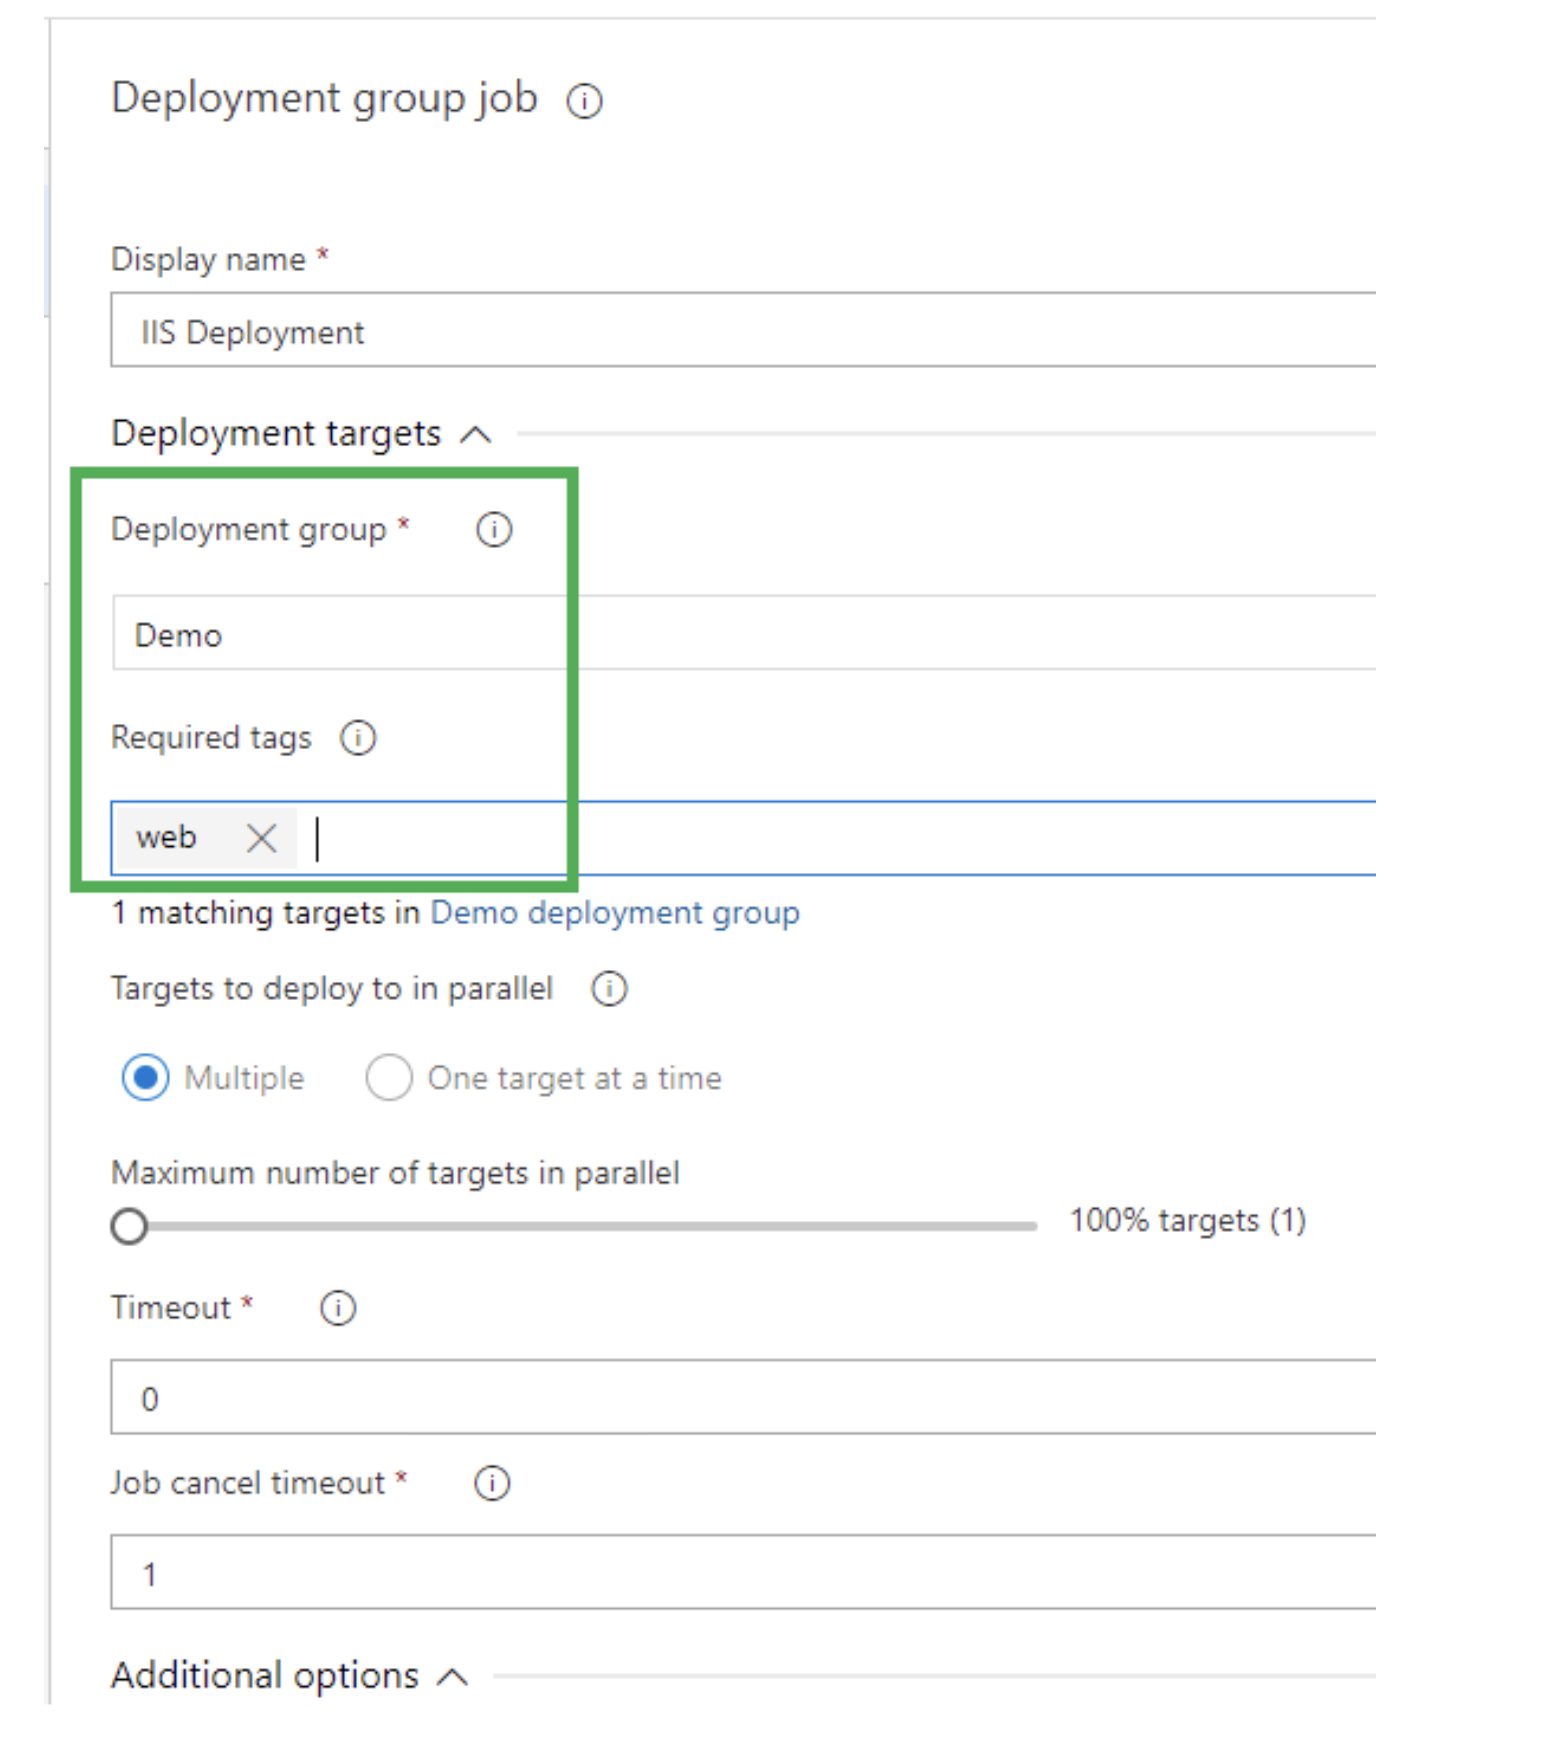 Deployment group job
Display name *
IIS Deployment
Deployment targets
Deployment group *
Demo
Required tags
web
1 matching targets in Demo deployment group
Targets to deploy to in parallel
Multiple One target at a time
Maximum number of targets in parallel
100% targets (1)
Timeout *
0
Job cancel timeout *
1
Additional options